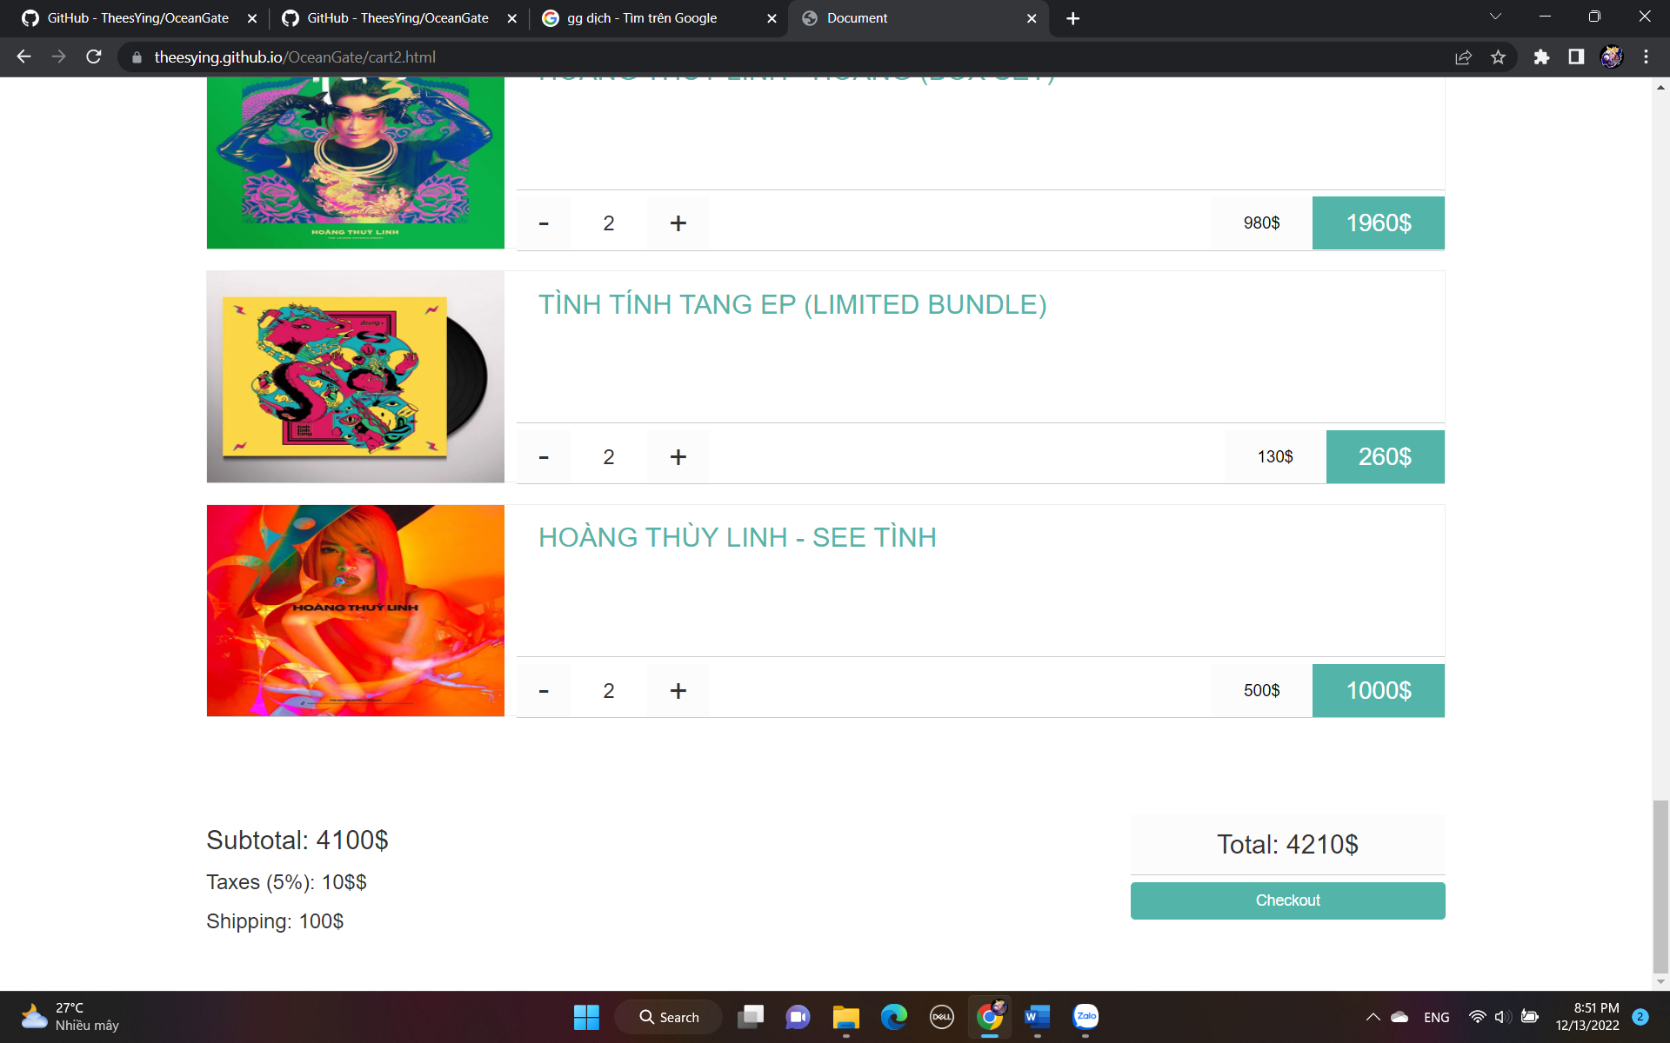 GitHub - TheesYing/OceanGate
GitHub - TheesYing/OceanGate
gg dịch - Tìm trên Google
Document
theesying.github.io/OceanGate/cart2.html
HOÀNG THUỲ LINH
- 2 +
980$ 1960$
TÌNH TÍNH TANG EP (LIMITED BUNDLE)
- 2 +
130$ 260$
HOÀNG THÙY LINH - SEE TÌNH
HOÀNG THUỲ LINH
- 2 +
500$ 1000$
Subtotal: 4100$
Taxes (5%): 10$$
Shipping: 100$
Total: 4210$
Checkout
27°C
Nhiều mây
Search
DELL
W
Zalo
ENG
8:51 PM
12/13/2022
2